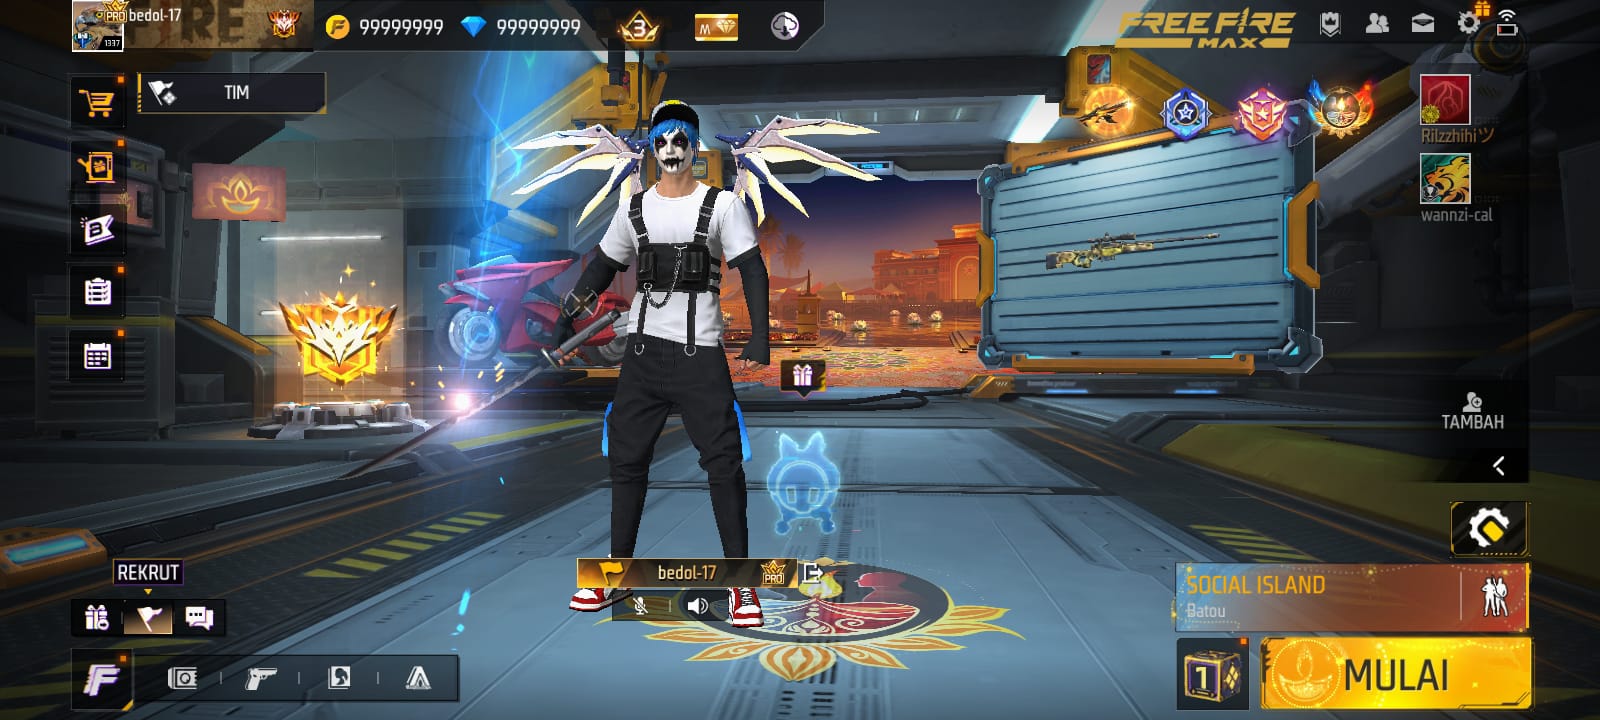 PRO bedol-17
1337
99999999
99999999
3
M
FREE FIRE
MAX
TIM
Rilzzhihiツ
wannzi-cal
TAMBAH
REKRUT
bedol-17 PRO
SOCIAL ISLAND
Batou
1
MULAI